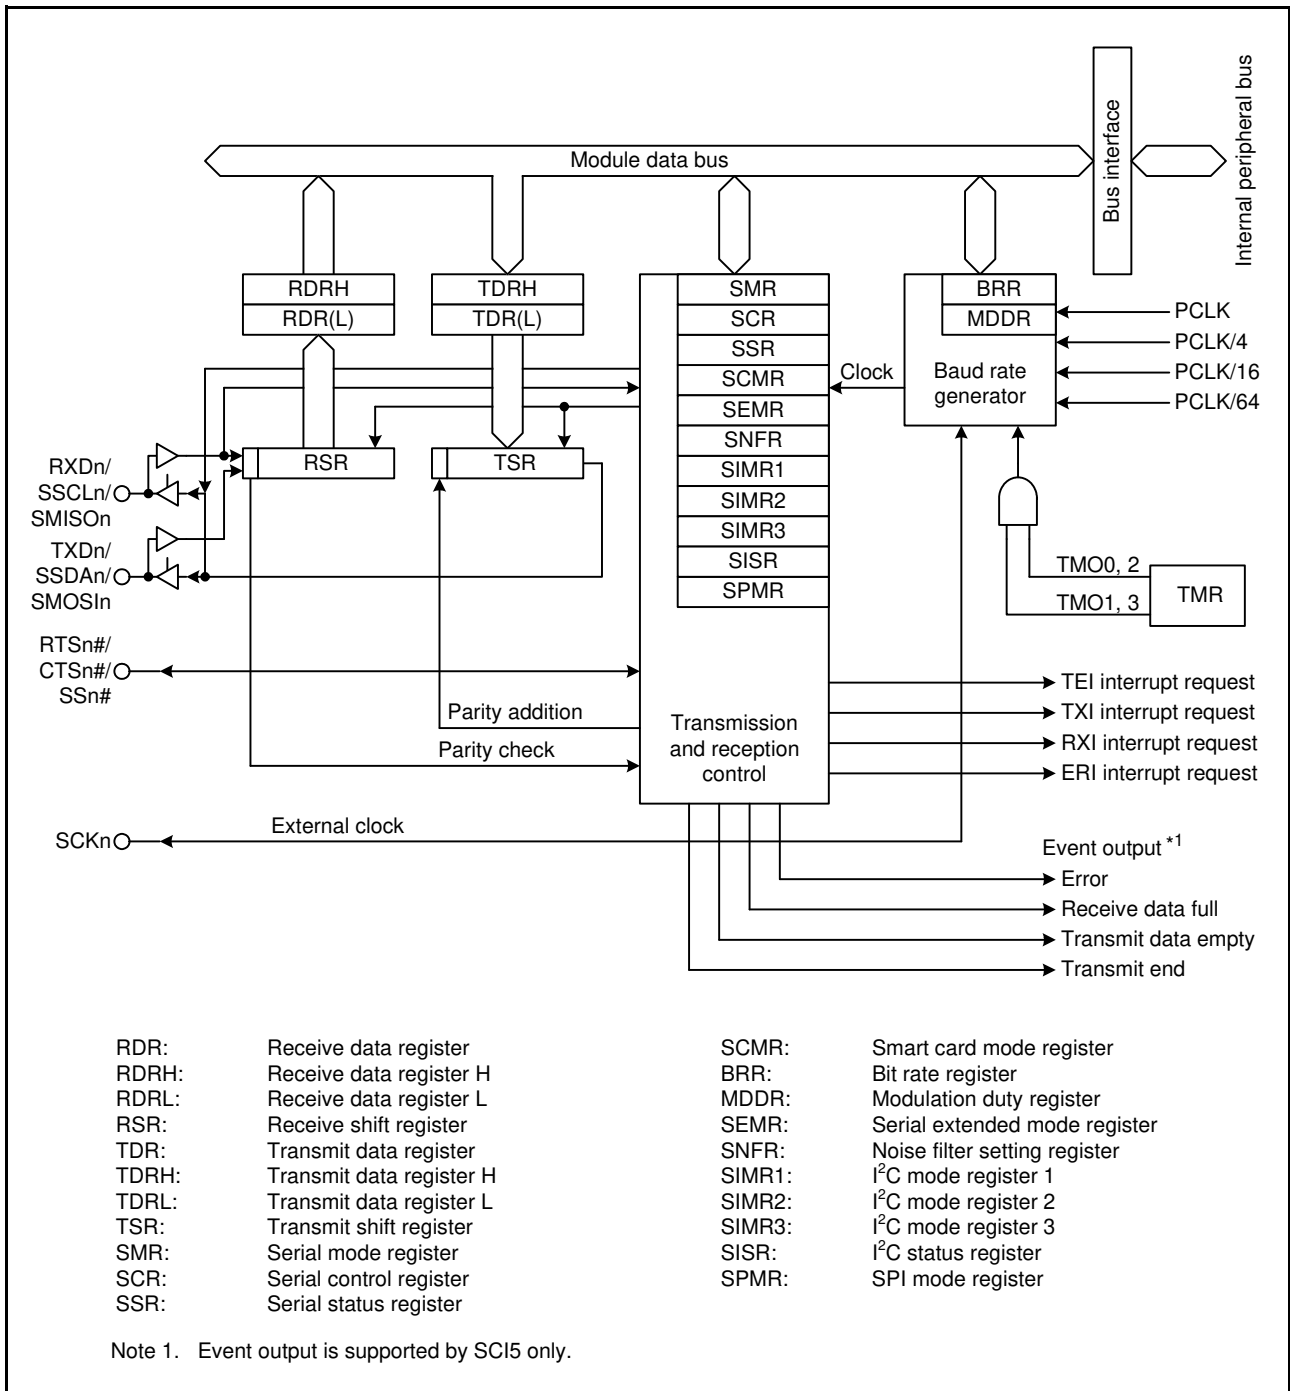 Module data bus
Bus interface
Internal peripheral bus
RDRH
RDR(L)
TDRH
TDR(L)
SMR
SCR
SSR
SCMR
SEMR
SNFR
SIMR1
SIMR2
SIMR3
SISR
SPMR
Transmission
and reception
control
BRR
MDDR
Baud rate
generator
Clock
PCLK
PCLK/4
PCLK/16
PCLK/64
RSR
TSR
RXDn/
SSCLn/
SMISOn
TXDn/
SSDAn/
SMOSIn
RTSn#/
CTSn#/
SSn#
SCKn
Parity addition
Parity check
External clock
TMO0, 2
TMO1, 3
TMR
TEI interrupt request
TXI interrupt request
RXI interrupt request
ERI interrupt request
Event output *1
Error
Receive data full
Transmit data empty
Transmit end
RDR: Receive data register
RDRH: Receive data register H
RDRL: Receive data register L
RSR: Receive shift register
TDR: Transmit data register
TDRH: Transmit data register H
TDRL: Transmit data register L
TSR: Transmit shift register
SMR: Serial mode register
SCR: Serial control register
SSR: Serial status register
SCMR: Smart card mode register
BRR: Bit rate register
MDDR: Modulation duty register
SEMR: Serial extended mode register
SNFR: Noise filter setting register
SIMR1: I²C mode register 1
SIMR2: I²C mode register 2
SIMR3: I²C mode register 3
SISR: I²C status register
SPMR: SPI mode register
Note 1. Event output is supported by SCI5 only.